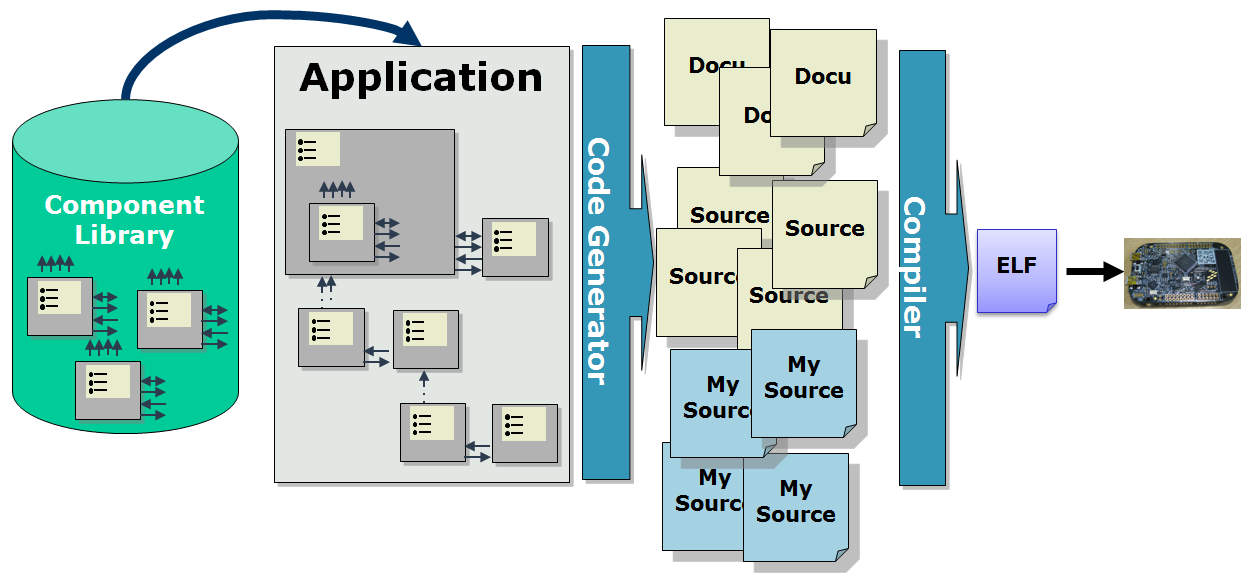 Component
Library
Application
Code Generator
Docu
Do
Docu
Source
Source
Source
Source
My
Source
My
Source
My
Source
My
Source
Compiler
ELF